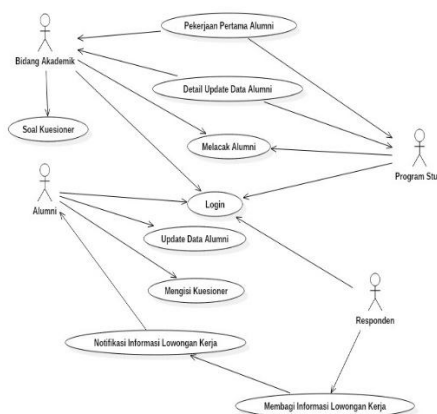 Pekerjaan Pertama Alumni
Bidang Akademik
Detail Update Data Alumni
Soal Kuesioner
Melacak Alumni
Program Stu
Alumni
Login
Update Data Alumni
Mengisi Kuesioner
Responden
Notifikasi Informasi Lowongan Kerja
Membagi Informasi Lowongan Kerja